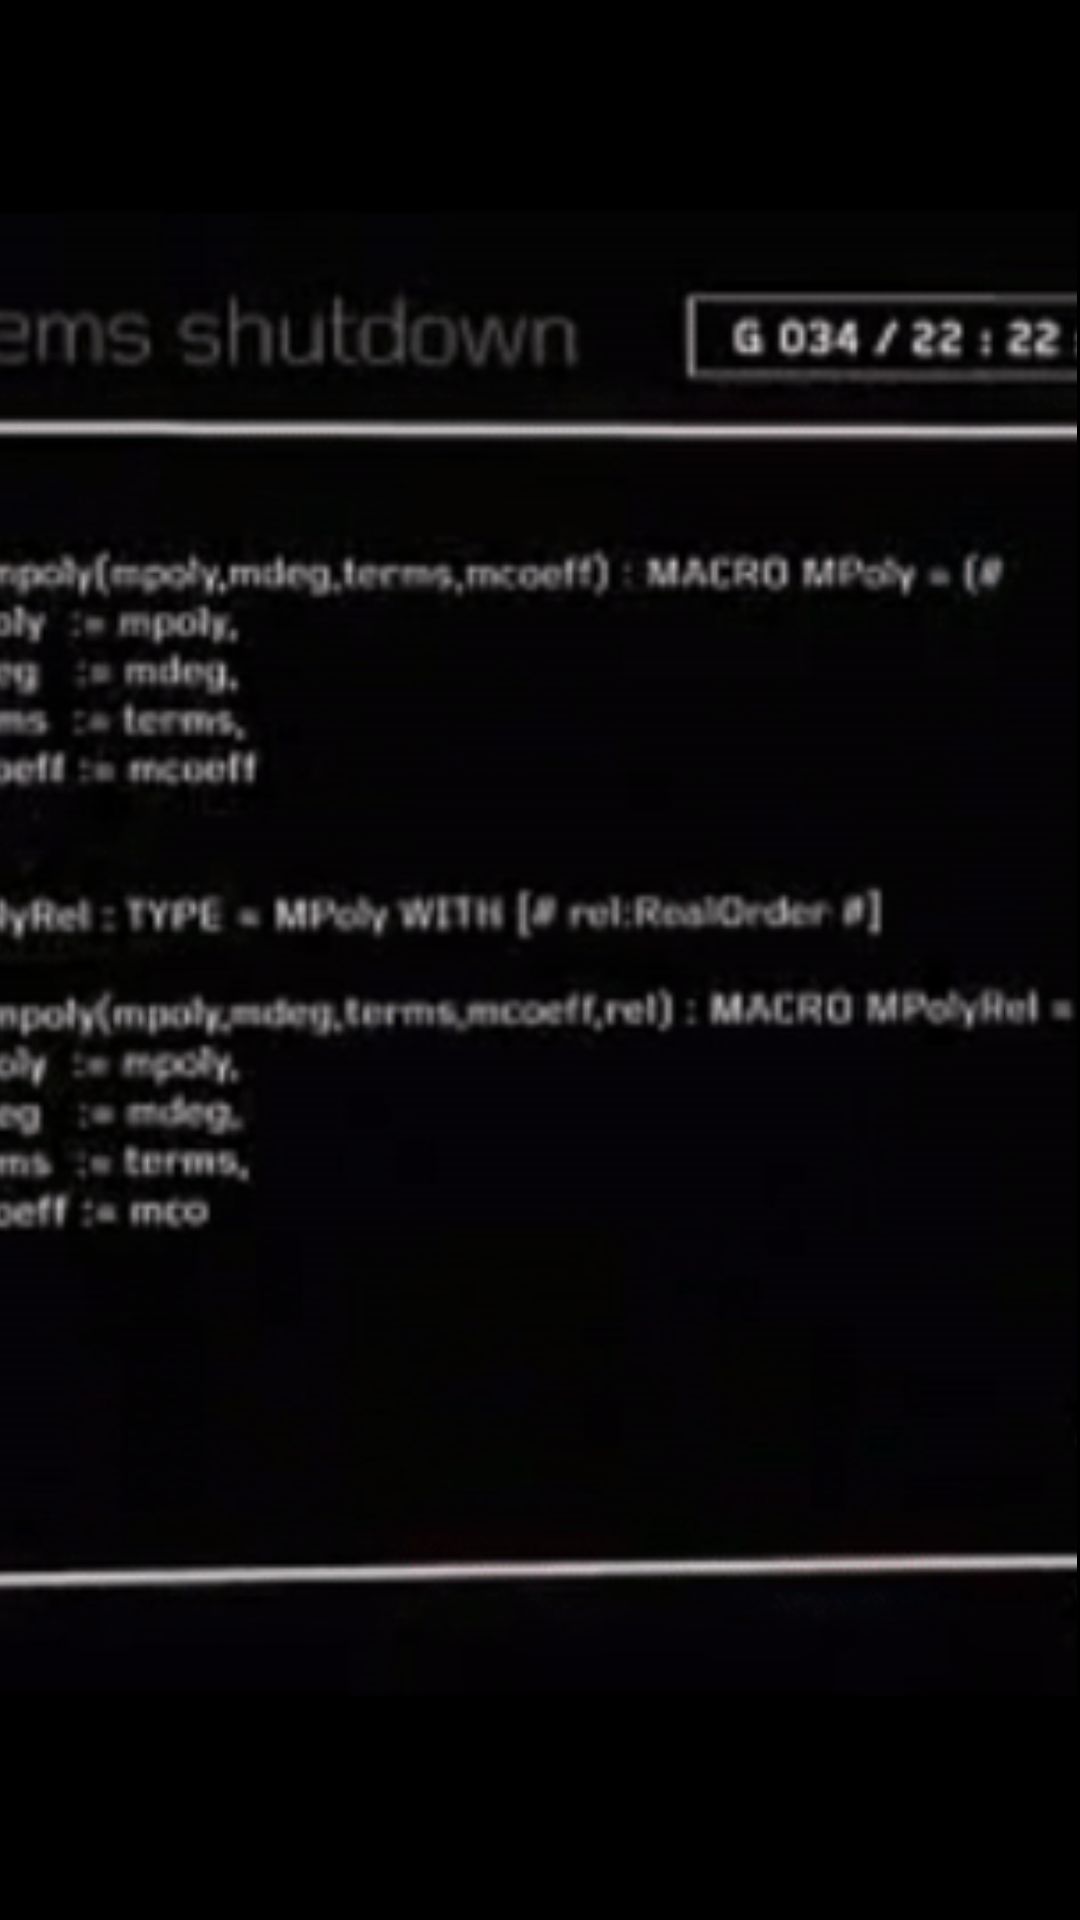 ems shutdown
G 034 / 22 : 22 :
mpoly(mpoly,mdeg,terms,mcoeff) : MACRO MPoly = (#
oly := mpoly,
eg := mdeg,
ms := terms,
oeff := mcoeff
lyRel : TYPE = MPoly WITH [# rel:RealOrder #]
mpoly(mpoly,mdeg,terms,mcoeff,rel) : MACRO MPolyRel =
oly := mpoly,
eg := mdeg,
ms := terms,
oeff := mco